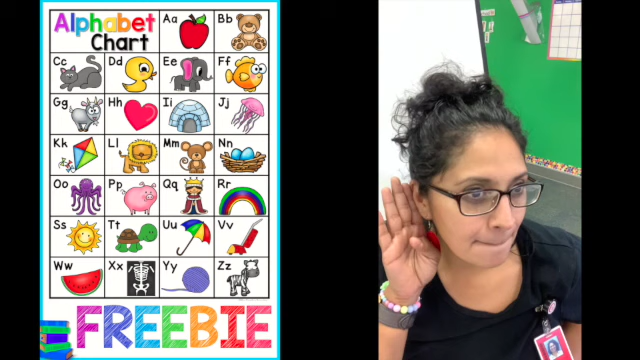 Alphabet
Chart
Aa Bb
Cc Dd Ee Ff
Gg Hh Ii Jj
Kk Ll Mm Nn
Oo Pp Qq Rr
Ss Tt Uu Vv
Ww Xx Yy Zz
FREEBIE